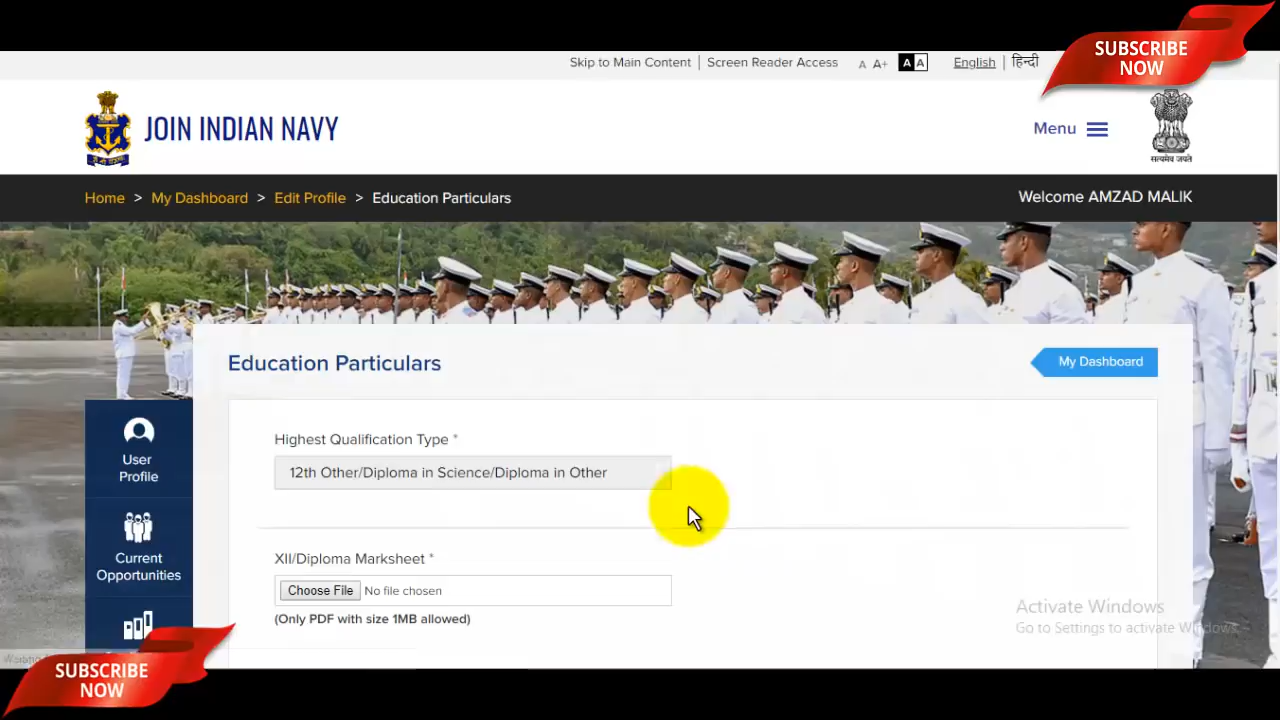 SUBSCRIBE
NOW
Skip to Main Content | Screen Reader Access A A+ A A English | हिन्दी
JOIN INDIAN NAVY
Menu
सत्यमेव जयते
Home > My Dashboard > Edit Profile > Education Particulars
Welcome AMZAD MALIK
Education Particulars
My Dashboard
Highest Qualification Type *
12th Other/Diploma in Science/Diploma in Other
User
Profile
Current
Opportunities
XII/Diploma Marksheet *
Choose File No file chosen
(Only PDF with size 1MB allowed)
Activate Windows
Go to Settings to activate Windows.
SUBSCRIBE
NOW